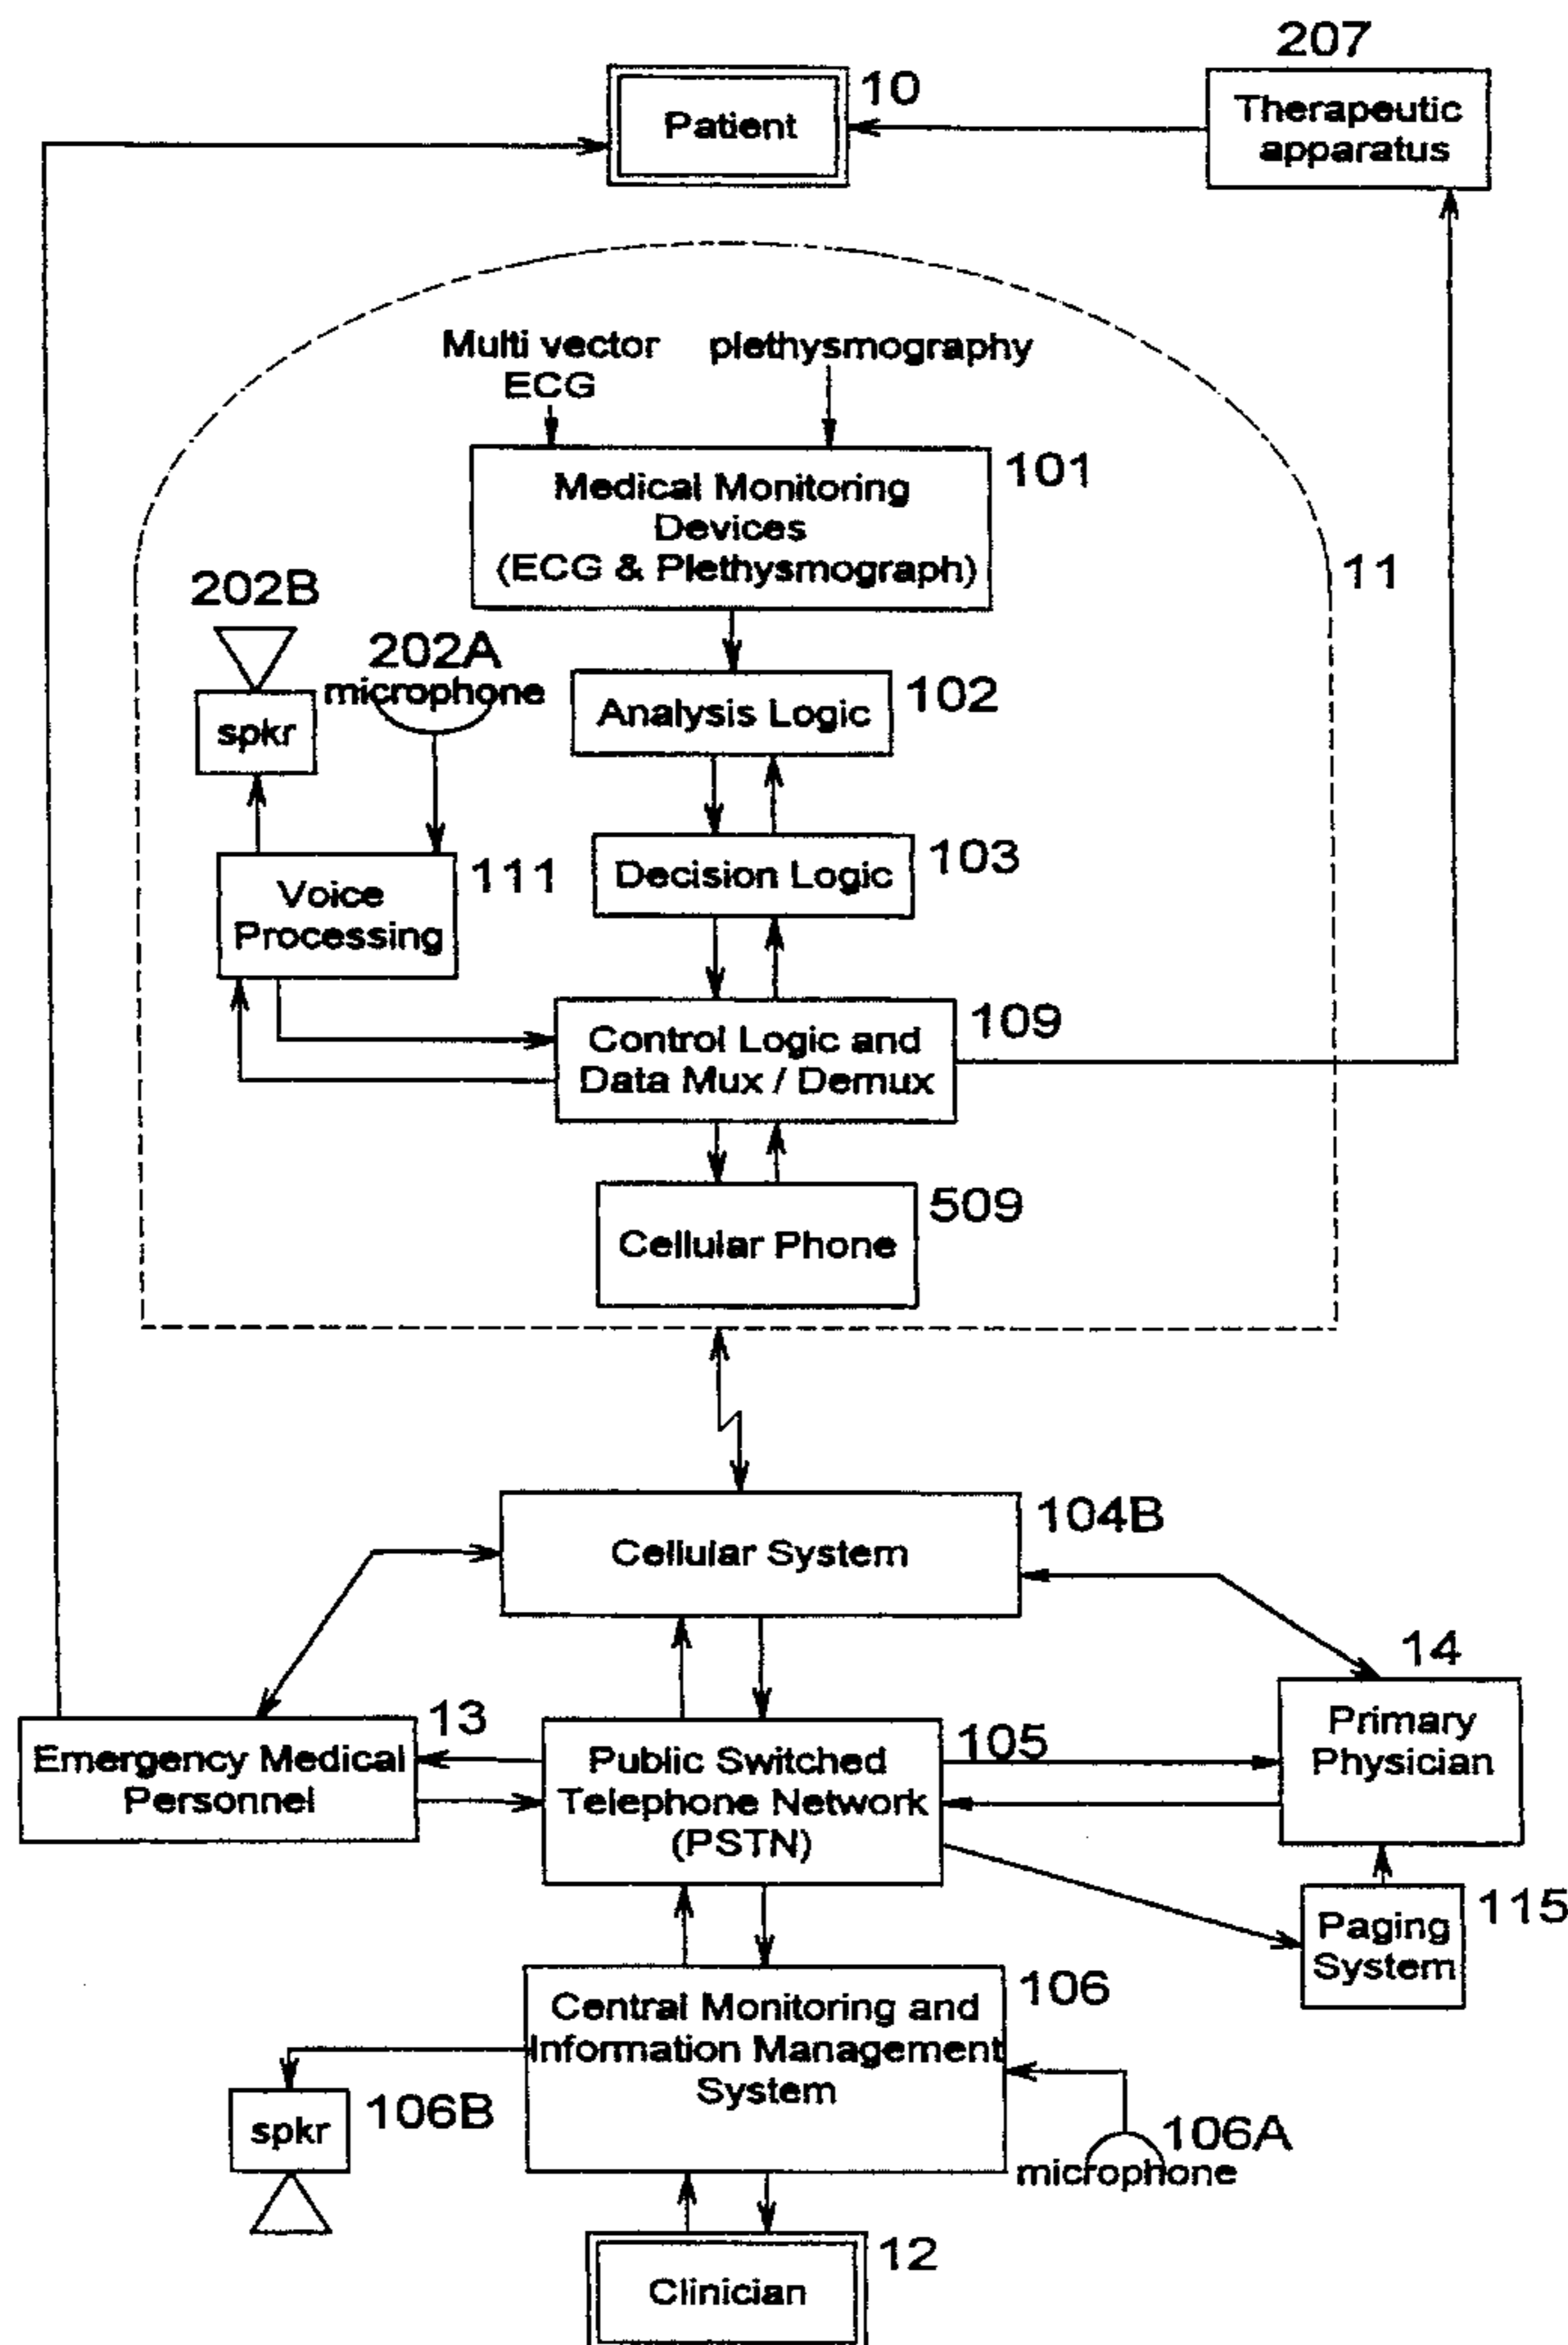 207
10
Patient
Therapeutic
apparatus
Multi vector
ECG
plethysmography
101
Medical Monitoring
Devices
(ECG & Plethysmograph)
11
202B
202A
microphone
102
Analysis Logic
spkr
103
Decision Logic
111
Voice
Processing
109
Control Logic and
Data Mux / Demux
509
Cellular Phone
104B
Cellular System
14
13
Primary
Physician
105
Emergency Medical
Personnel
Public Switched
Telephone Network
(PSTN)
115
Paging
System
106
Central Monitoring and
Information Management
System
106B
spkr
106A
microphone
12
Clinician